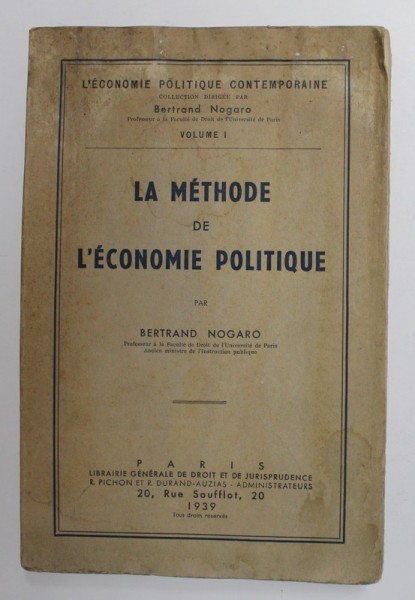 L'ÉCONOMIE POLITIQUE CONTEMPORAINE
COLLECTION DIRIGÉE PAR
Bertrand Nogaro
Professeur à la Faculté de Droit de l'Université de Paris
VOLUME I
LA MÉTHODE
DE
L'ÉCONOMIE POLITIQUE
PAR
BERTRAND NOGARO
Professeur à la Faculté de Droit de l'Université de Paris
Ancien ministre de l'Instruction publique
PARIS
LIBRAIRIE GÉNÉRALE DE DROIT ET DE JURISPRUDENCE
R. PICHON ET R. DURAND-AUZIAS - ADMINISTRATEURS
20, Rue Soufflot, 20
1939
Tous droits réservés